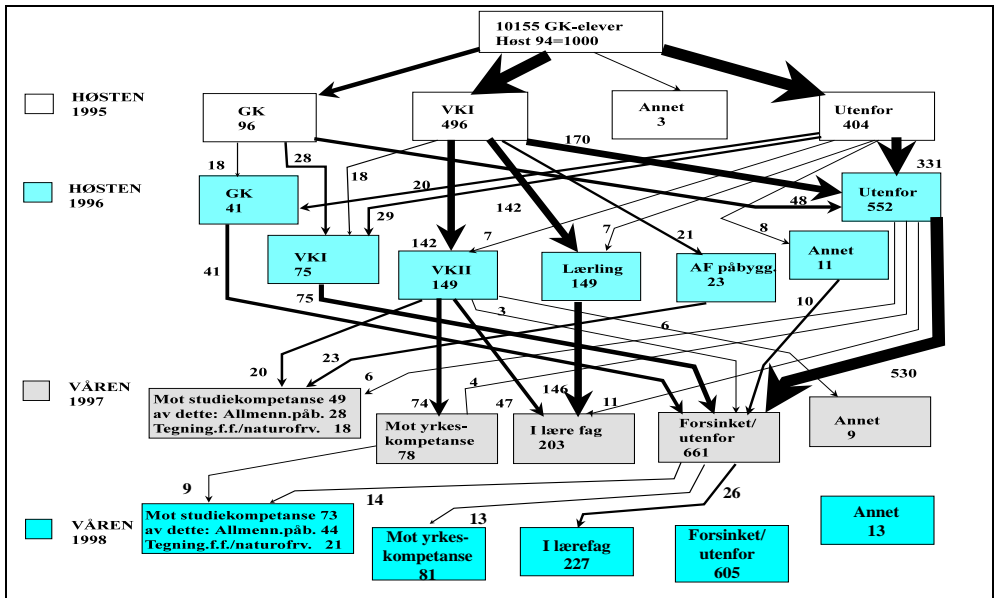 10155 GK-elever
Høst 94=1000
HØSTEN
1995
GK
96
VKI
496
Annet
3
Utenfor
404
170
331
18
28
18
HØSTEN
1996
GK
41
20
29
142
7
7
48
8
Utenfor
552
41
75
VKI
75
142
VKII
149
Lærling
149
21
AF påbygg.
23
Annet
11
3
6
10
VÅREN
1997
20
23
6
74
4
47
146
11
530
Mot studiekompetanse 49
av dette: Allmenn.påb. 28
Tegning.f.f./naturofrv. 18
Mot yrkes-
kompetanse
78
I lære fag
203
Forsinket/
utenfor
661
Annet
9
9
14
13
26
VÅREN
1998
Mot studiekompetanse 73
av dette: Allmenn.påb. 44
Tegning.f.f./naturofrv. 21
Mot yrkes-
kompetanse
81
I lærefag
227
Forsinket/
utenfor
605
Annet
13